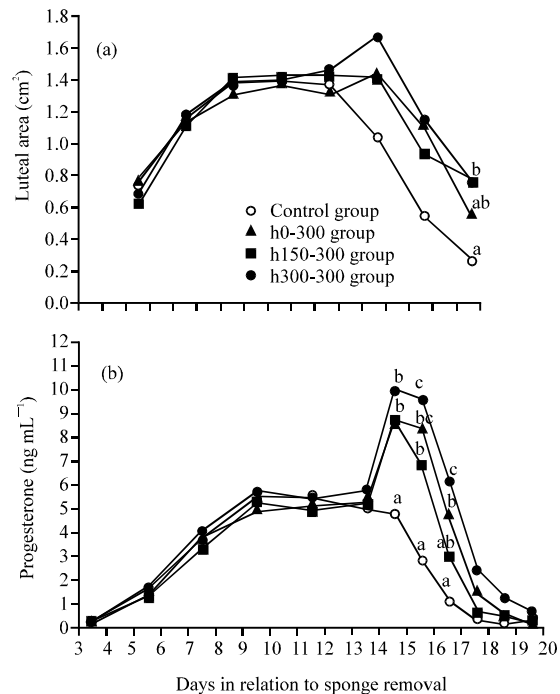 (a)
Luteal area (cm²)
1.8
1.6
1.4
1.2
1.0
0.8
0.6
0.4
0.2
0.0
Control group
h0-300 group
h150-300 group
h300-300 group
b
ab
a
(b)
Progesterone (ng mL⁻¹)
12
11
10
9
8
7
6
5
4
3
2
1
0
b c
b bc
b c
a b
a ab
a
3 4 5 6 7 8 9 10 11 12 13 14 15 16 17 18 19 20
Days in relation to sponge removal